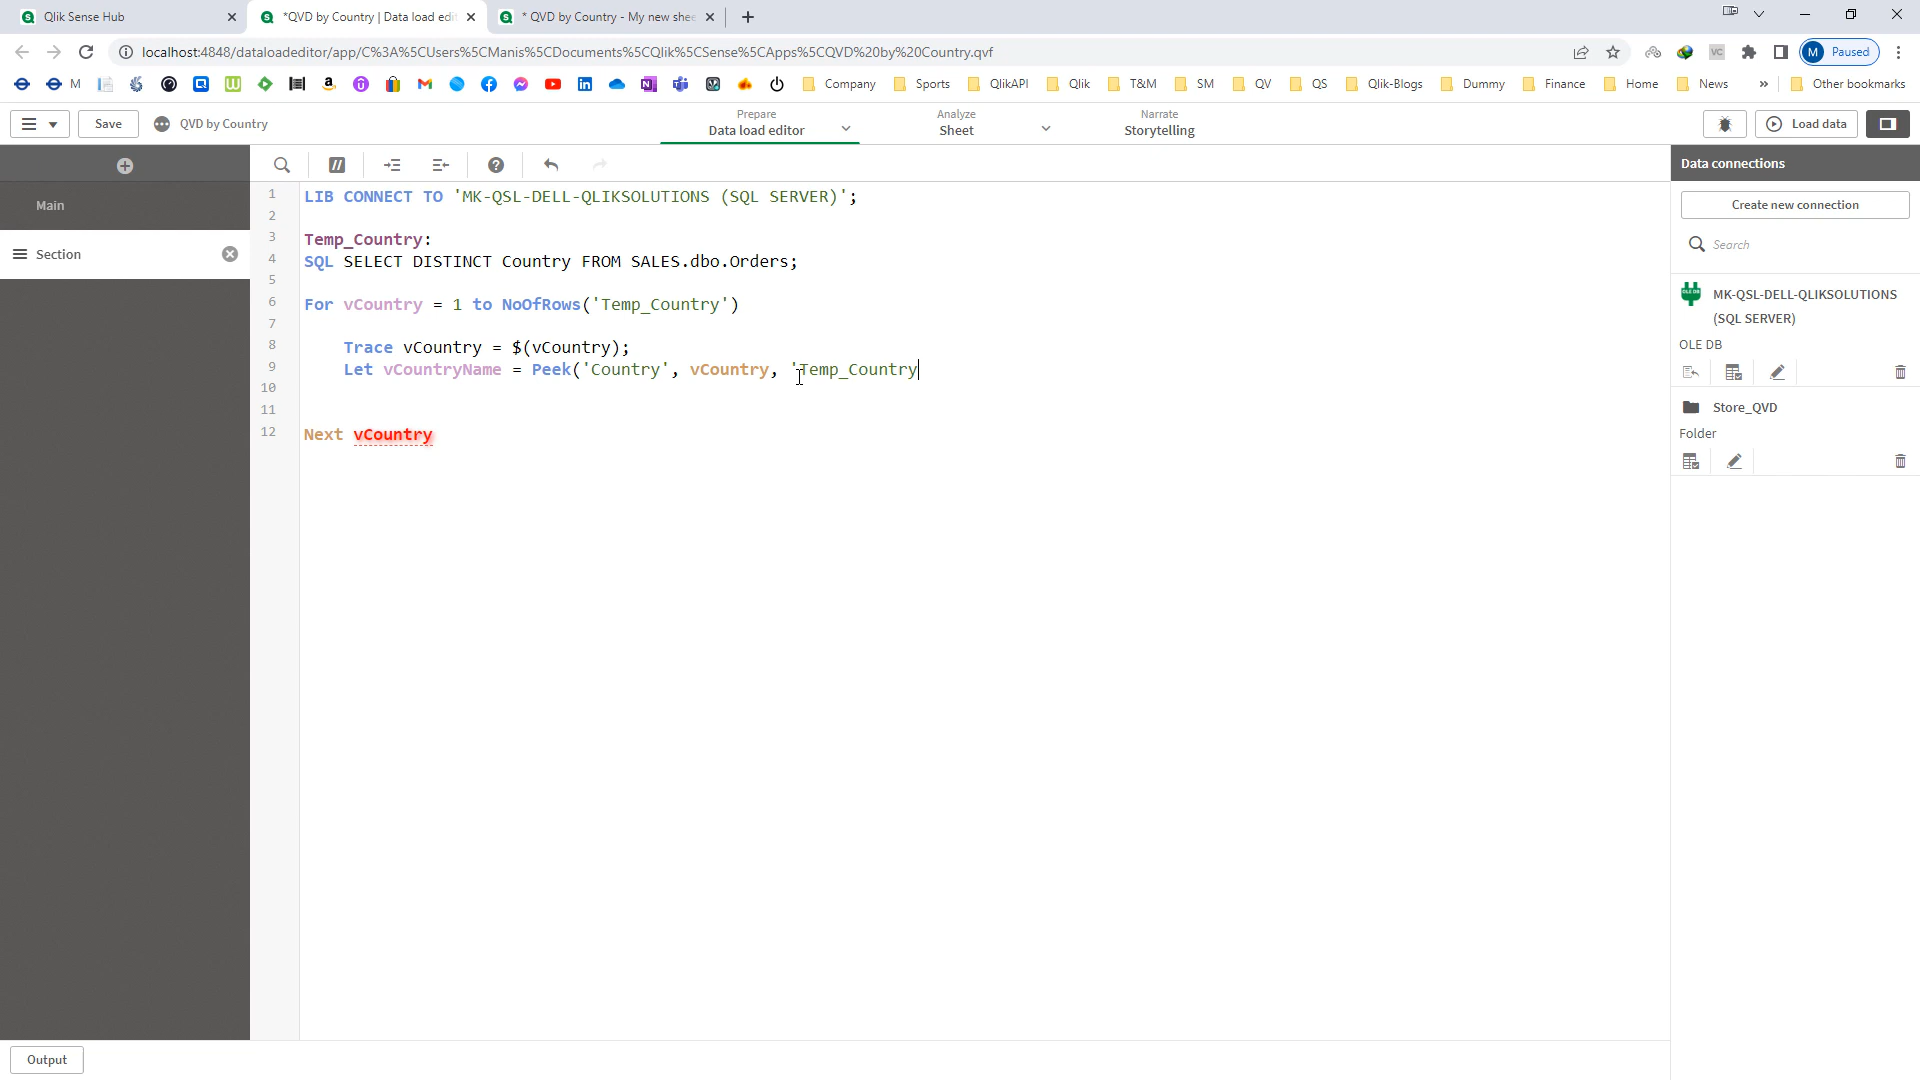 Qlik Sense Hub
*QVD by Country | Data load edit
* QVD by Country - My new shee
localhost:4848/dataloadeditor/app/C%3A%5CUsers%5CManis%5CDocuments%5CQlik%5CSense%5CApps%5CQVD%20by%20Country.qvf
VC
M Paused
M
Company
Sports
QlikAPI
Qlik
T&M
SM
QV
QS
Qlik-Blogs
Dummy
Finance
Home
News
»
Other bookmarks
Save
QVD by Country
Prepare
Data load editor
Analyze
Sheet
Narrate
Storytelling
Load data
Main
Section
Data connections
Create new connection
Search
MK-QSL-DELL-QLIKSOLUTIONS
(SQL SERVER)
OLE DB
Store_QVD
Folder
1 LIB CONNECT TO 'MK-QSL-DELL-QLIKSOLUTIONS (SQL SERVER)';
2
3 Temp_Country:
4 SQL SELECT DISTINCT Country FROM SALES.dbo.Orders;
5
6 For vCountry = 1 to NoOfRows('Temp_Country')
7
8 Trace vCountry = $(vCountry);
9 Let vCountryName = Peek('Country', vCountry, 'Temp_Country
10
11
12 Next vCountry
Output